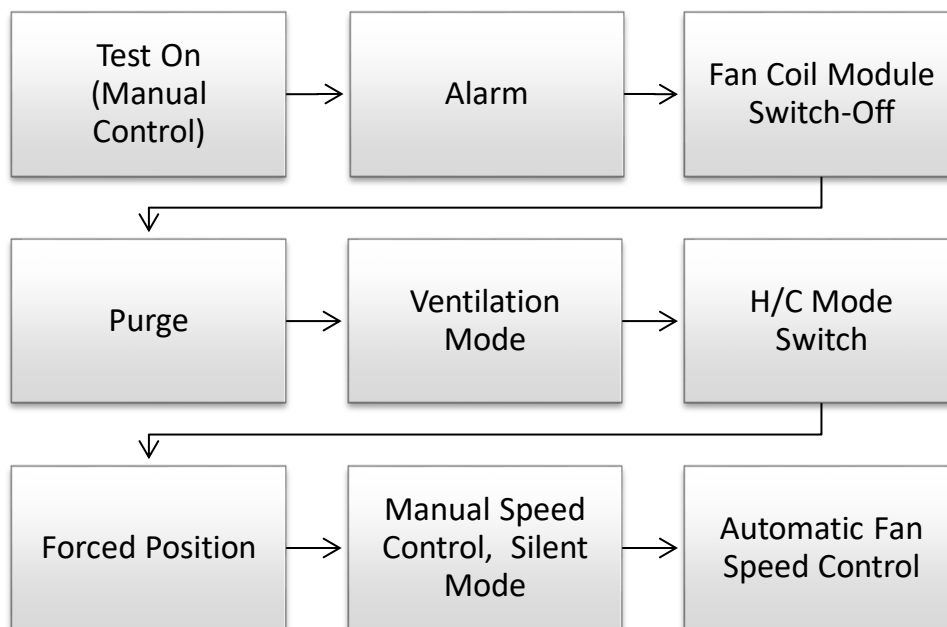 Test On
(Manual
Control)
Alarm
Fan Coil Module
Switch-Off
Purge
Ventilation
Mode
H/C Mode
Switch
Forced Position
Manual Speed
Control,  Silent
Mode
Automatic Fan
Speed Control